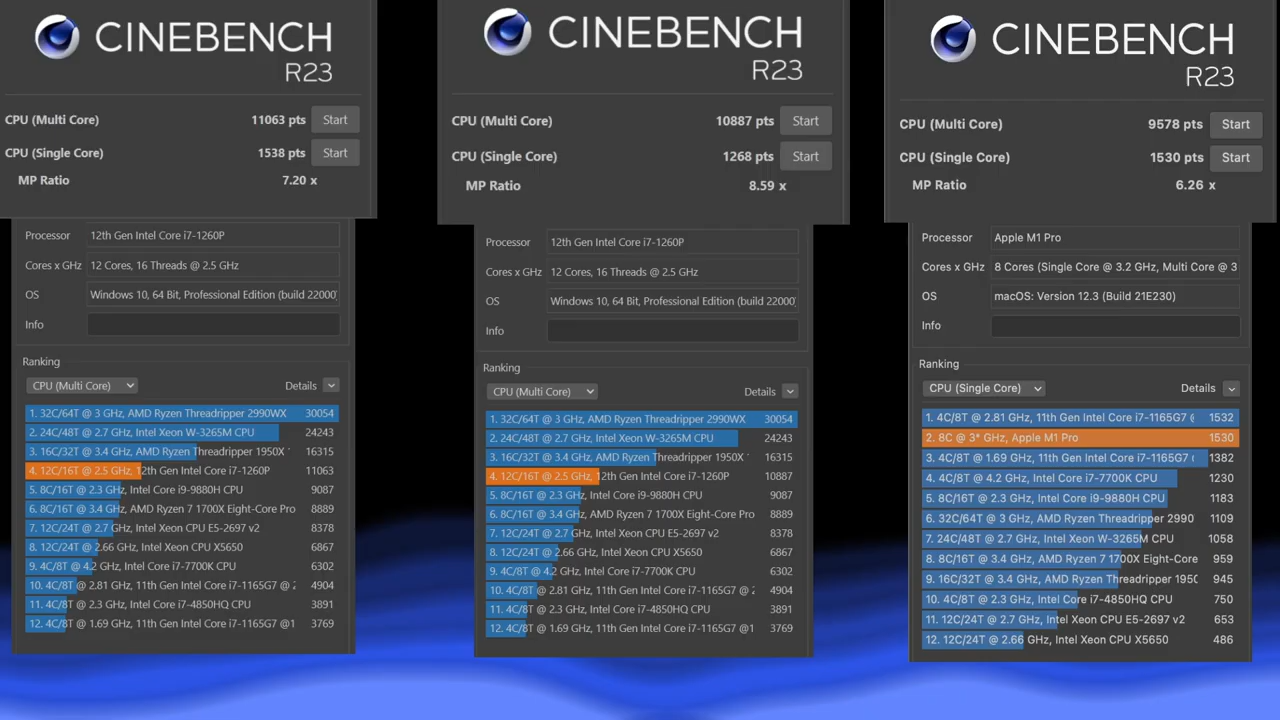 CINEBENCH
R23
CPU (Multi Core) 11063 pts Start
CPU (Single Core) 1538 pts Start
MP Ratio 7.20 x
Processor 12th Gen Intel Core i7-1260P
Cores x GHz 12 Cores, 16 Threads @ 2.5 GHz
OS Windows 10, 64 Bit, Professional Edition (build 22000)
Info
Ranking
CPU (Multi Core) Details
1. 32C/64T @ 3 GHz, AMD Ryzen Threadripper 2990WX 30054
2. 24C/48T @ 2.7 GHz, Intel Xeon W-3265M CPU 24243
3. 16C/32T @ 3.4 GHz, AMD Ryzen Threadripper 1950X 16315
4. 12C/16T @ 2.5 GHz, 12th Gen Intel Core i7-1260P 11063
5. 8C/16T @ 2.3 GHz, Intel Core i9-9880H CPU 9087
6. 8C/16T @ 3.4 GHz, AMD Ryzen 7 1700X Eight-Core Pro 8889
7. 12C/24T @ 2.7 GHz, Intel Xeon CPU E5-2697 v2 8378
8. 12C/24T @ 2.66 GHz, Intel Xeon CPU X5650 6867
9. 4C/8T @ 4.2 GHz, Intel Core i7-7700K CPU 6302
10. 4C/8T @ 2.81 GHz, 11th Gen Intel Core i7-1165G7 @ 2 4904
11. 4C/8T @ 2.3 GHz, Intel Core i7-4850HQ CPU 3891
12. 4C/8T @ 1.69 GHz, 11th Gen Intel Core i7-1165G7 @1 3769
CINEBENCH
R23
CPU (Multi Core) 10887 pts Start
CPU (Single Core) 1268 pts Start
MP Ratio 8.59 x
Processor 12th Gen Intel Core i7-1260P
Cores x GHz 12 Cores, 16 Threads @ 2.5 GHz
OS Windows 10, 64 Bit, Professional Edition (build 22000)
Info
Ranking
CPU (Multi Core) Details
1. 32C/64T @ 3 GHz, AMD Ryzen Threadripper 2990WX 30054
2. 24C/48T @ 2.7 GHz, Intel Xeon W-3265M CPU 24243
3. 16C/32T @ 3.4 GHz, AMD Ryzen Threadripper 1950X 16315
4. 12C/16T @ 2.5 GHz, 12th Gen Intel Core i7-1260P 10887
5. 8C/16T @ 2.3 GHz, Intel Core i9-9880H CPU 9087
6. 8C/16T @ 3.4 GHz, AMD Ryzen 7 1700X Eight-Core Pro 8889
7. 12C/24T @ 2.7 GHz, Intel Xeon CPU E5-2697 v2 8378
8. 12C/24T @ 2.66 GHz, Intel Xeon CPU X5650 6867
9. 4C/8T @ 4.2 GHz, Intel Core i7-7700K CPU 6302
10. 4C/8T @ 2.81 GHz, 11th Gen Intel Core i7-1165G7 @ 2 4904
11. 4C/8T @ 2.3 GHz, Intel Core i7-4850HQ CPU 3891
12. 4C/8T @ 1.69 GHz, 11th Gen Intel Core i7-1165G7 @1 3769
CINEBENCH
R23
CPU (Multi Core) 9578 pts Start
CPU (Single Core) 1530 pts Start
MP Ratio 6.26 x
Processor Apple M1 Pro
Cores x GHz 8 Cores (Single Core @ 3.2 GHz, Multi Core @ 3
OS macOS: Version 12.3 (Build 21E230)
Info
Ranking
CPU (Single Core) Details
1. 4C/8T @ 2.81 GHz, 11th Gen Intel Core i7-1165G7 @ 1532
2. 8C @ 3* GHz, Apple M1 Pro 1530
3. 4C/8T @ 1.69 GHz, 11th Gen Intel Core i7-1165G7 1382
4. 4C/8T @ 4.2 GHz, Intel Core i7-7700K CPU 1230
5. 8C/16T @ 2.3 GHz, Intel Core i9-9880H CPU 1183
6. 32C/64T @ 3 GHz, AMD Ryzen Threadripper 2990 1109
7. 24C/48T @ 2.7 GHz, Intel Xeon W-3265M CPU 1058
8. 8C/16T @ 3.4 GHz, AMD Ryzen 7 1700X Eight-Core 959
9. 16C/32T @ 3.4 GHz, AMD Ryzen Threadripper 1950 945
10. 4C/8T @ 2.3 GHz, Intel Core i7-4850HQ CPU 750
11. 12C/24T @ 2.7 GHz, Intel Xeon CPU E5-2697 v2 653
12. 12C/24T @ 2.66 GHz, Intel Xeon CPU X5650 486